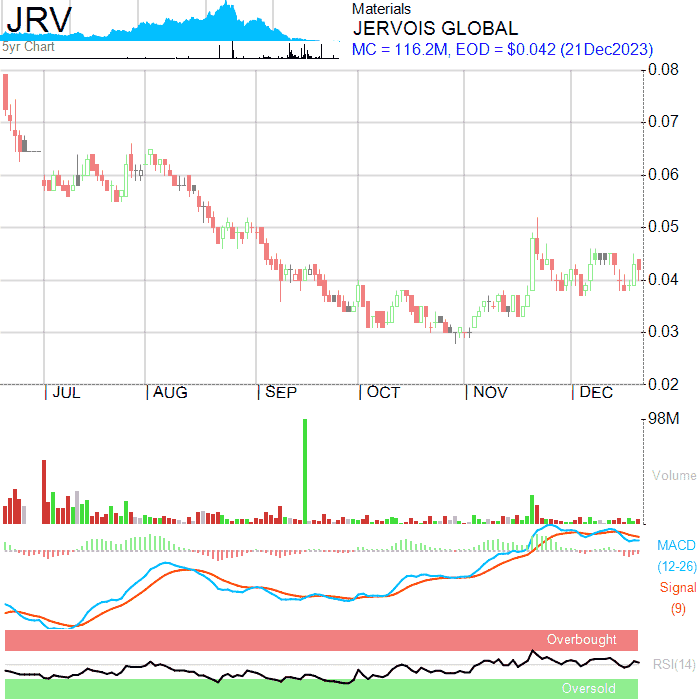 JRV
5yr Chart
Materials
JERVOIS GLOBAL
MC = 116.2M, EOD = $0.042 (21Dec2023)
0.08
0.07
0.06
0.05
0.04
0.03
0.02
JUL AUG SEP OCT NOV DEC
98M
Volume
MACD
(12-26)
Signal
(9)
Overbought
RSI(14)
Oversold